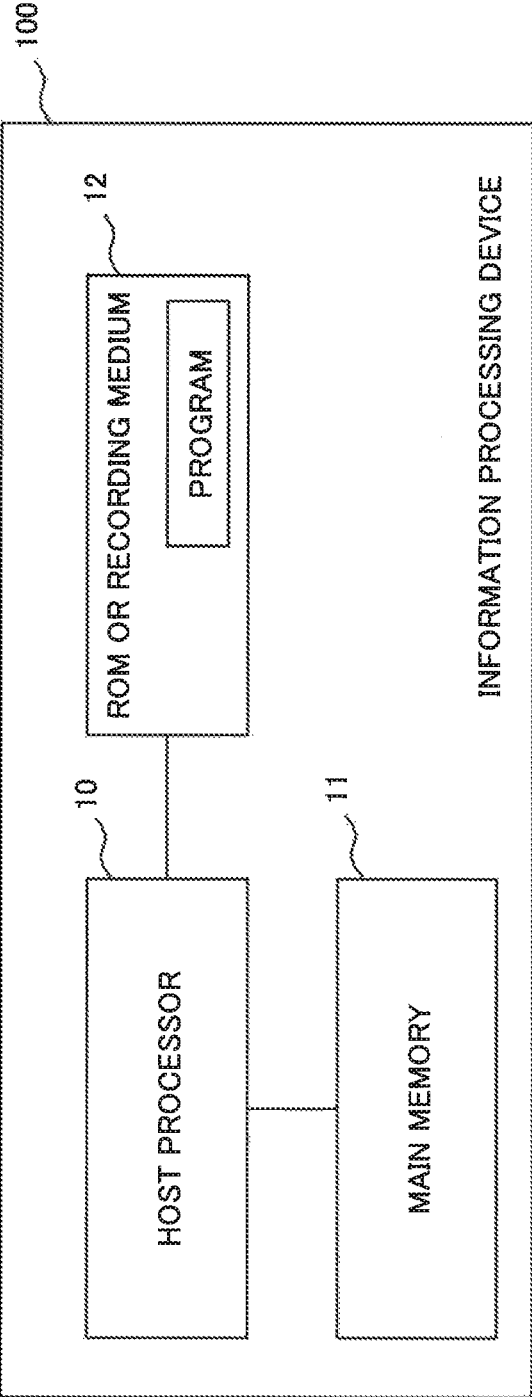 100
10
HOST PROCESSOR
12
ROM OR RECORDING MEDIUM
PROGRAM
11
MAIN MEMORY
INFORMATION PROCESSING DEVICE